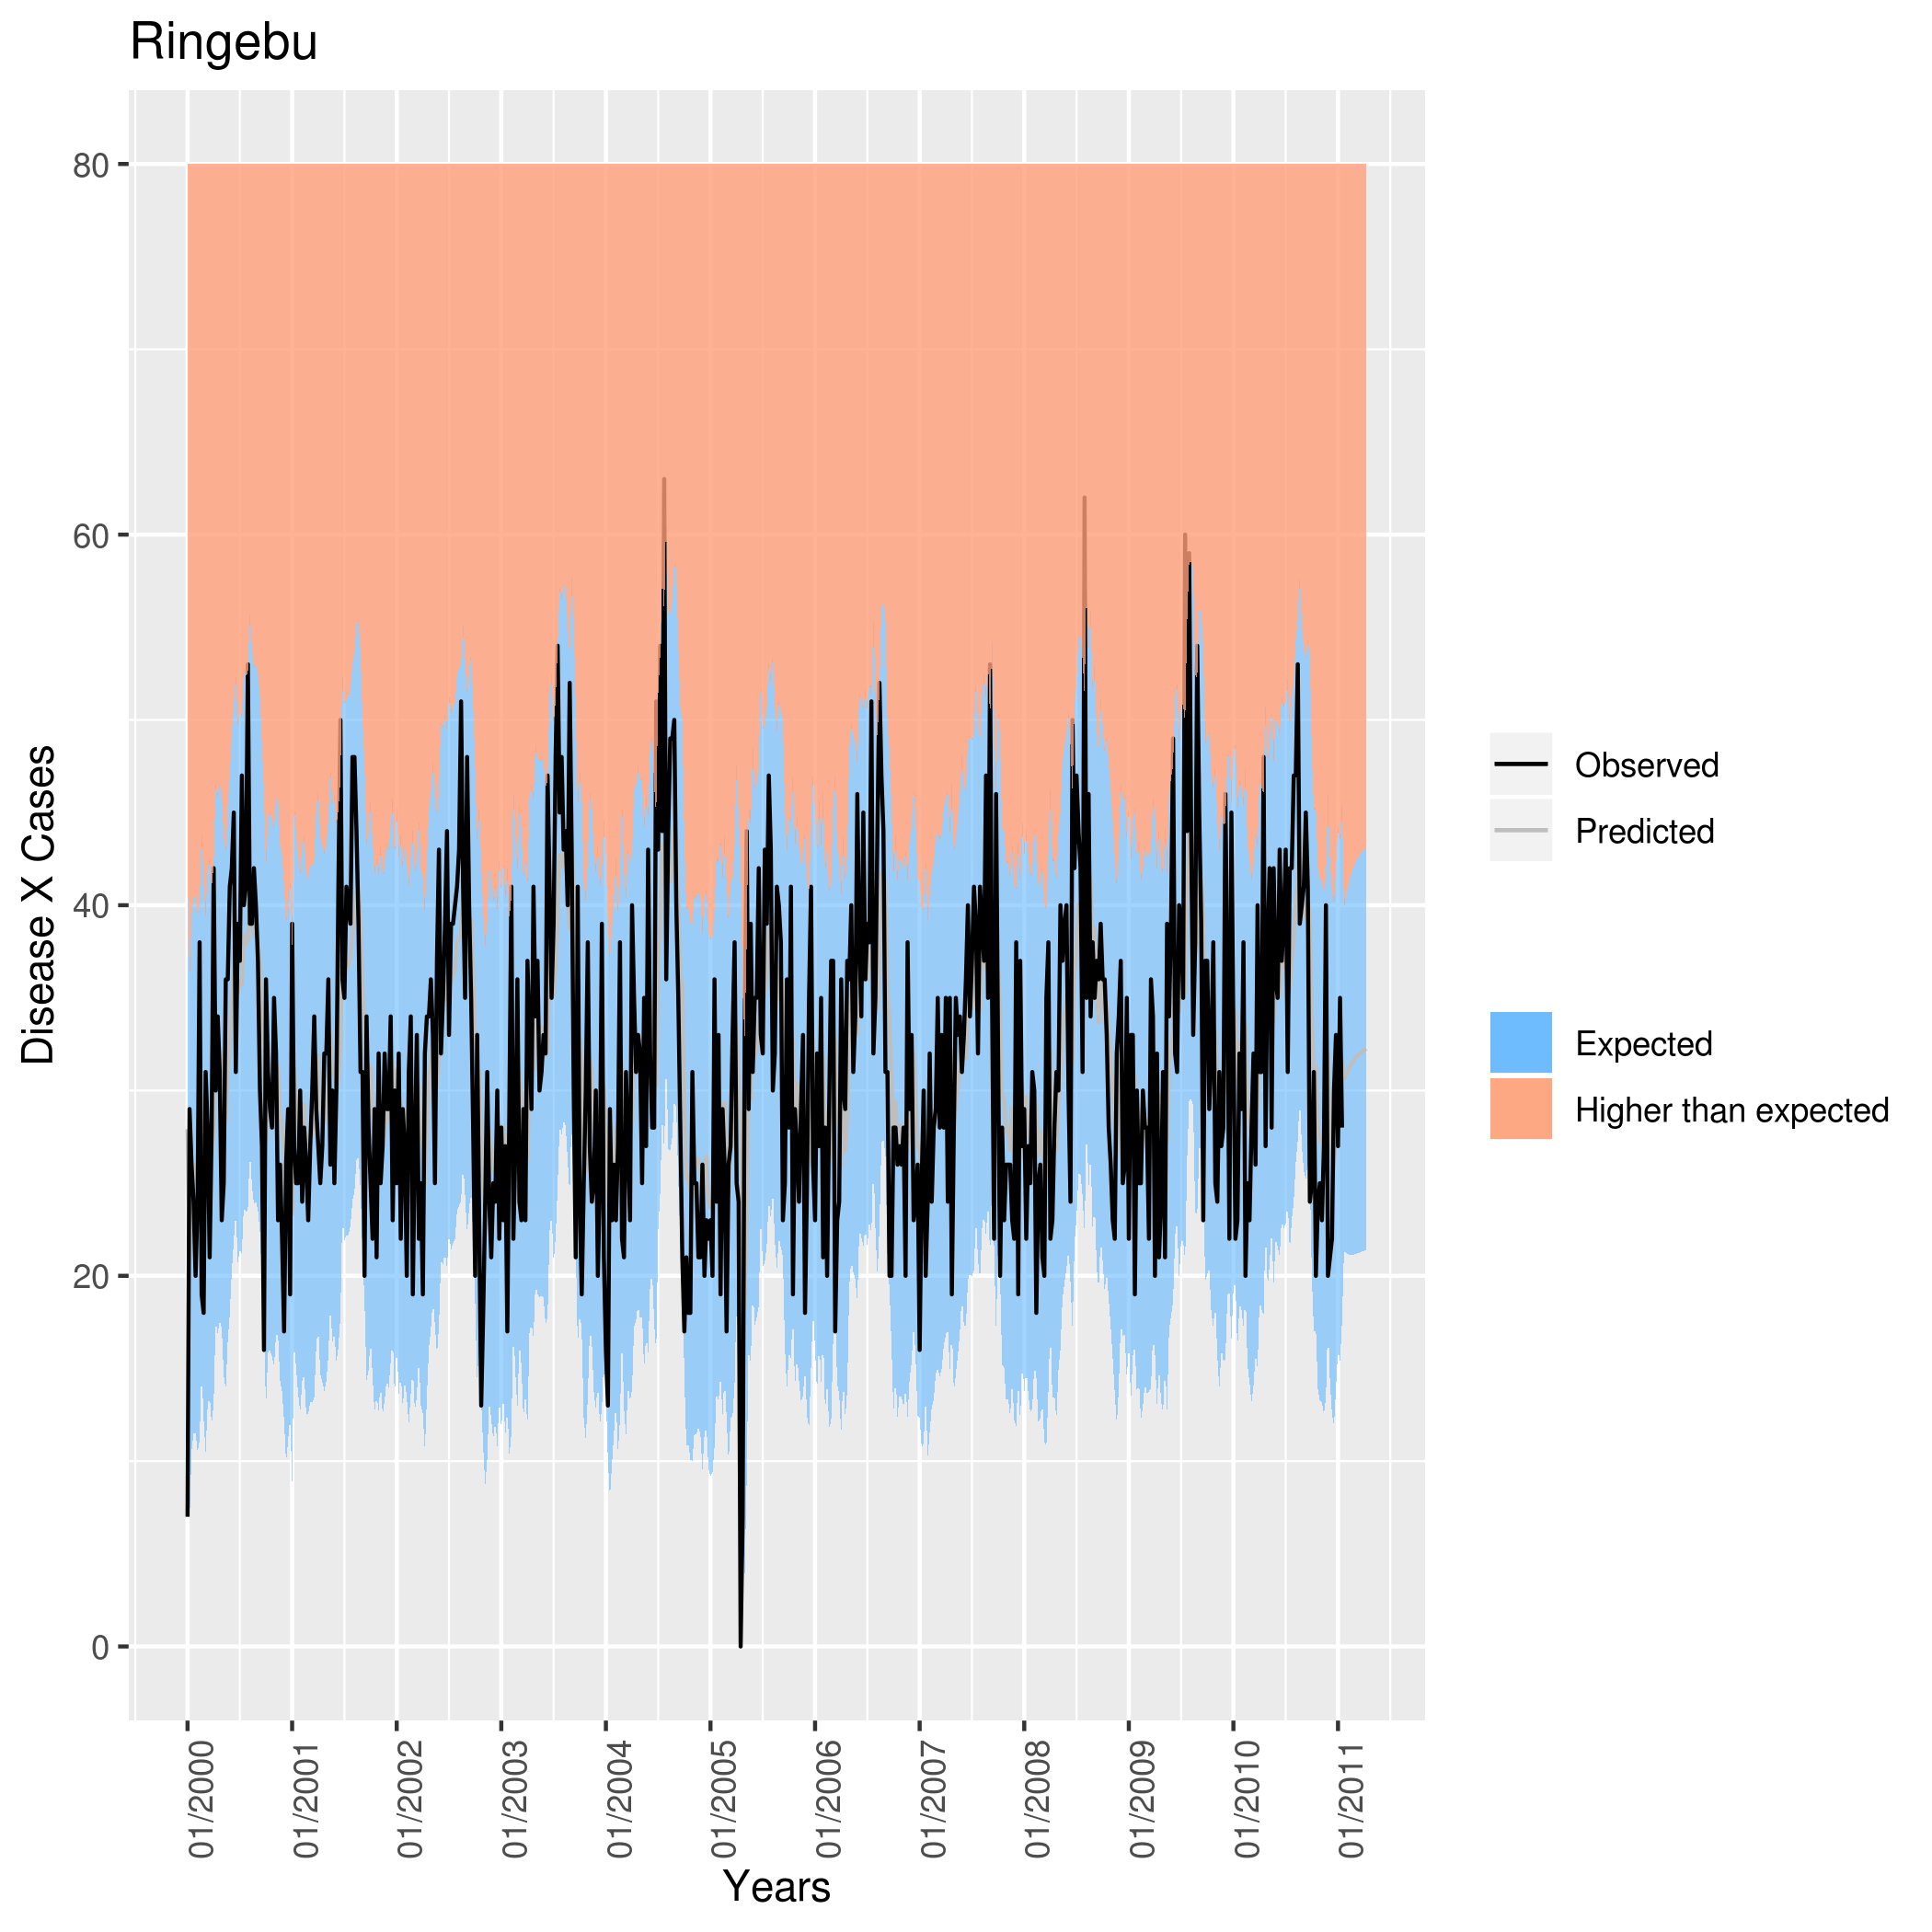 Ringebu
Disease X Cases
80
60
40
20
0
01/2000
01/2001
01/2002
01/2003
01/2004
01/2005
01/2006
01/2007
01/2008
01/2009
01/2010
01/2011
Years
Observed
Predicted
Expected
Higher than expected